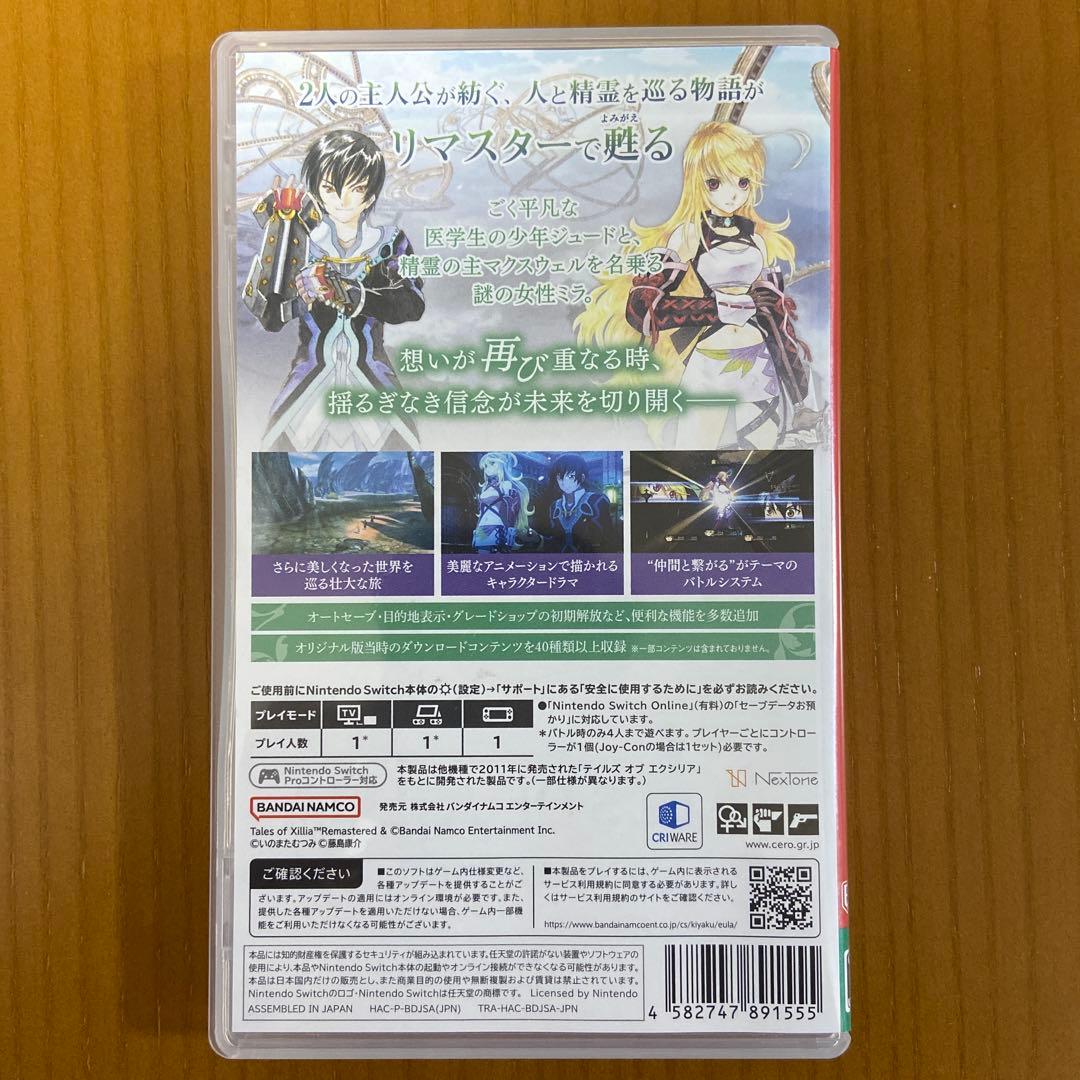 2人の主人公が紡ぐ、人と精霊を巡る物語が
よみがえ
リマスターで甦る
ごく平凡な
医学生の少年ジュードと、
精霊の主マクスウェルを名乗る
謎の女性ミラ。
想いが再び重なる時、
揺るぎなき信念が未来を切り開く――
さらに美しくなった世界を
巡る壮大な旅
美麗なアニメーションで描かれる
キャラクタードラマ
“仲間と繋がる”がテーマの
バトルシステム
オートセーブ・目的地表示・グレードショップの初期解放など、便利な機能を多数追加
オリジナル版当時のダウンロードコンテンツを40種類以上収録 ※一部コンテンツは含まれておりません。
ご使用前にNintendo Switch本体の(設定)→「サポート」にある「安全に使用するために」を必ずお読みください。
プレイモード TV
プレイ人数 1* 1* 1
●「Nintendo Switch Online」(有料)の「セーブデータお預
かり」に対応しています。
*バトル時のみ4人まで遊べます。プレイヤーごとにコントロー
ラーが1個(Joy-Conの場合は1セット)必要です。
Nintendo Switch
Proコントローラー対応
本製品は他機種で2011年に発売された「テイルズ オブ エクシリア」
をもとに開発された製品です。(一部仕様が異なります。)
NexTone
BANDAI NAMCO 発売元 株式会社バンダイナムコエンターテインメント
Tales of Xillia™Remastered & ©Bandai Namco Entertainment Inc.
©いのまたむつみ ©藤島康介
CRIWARE
www.cero.gr.jp
ご確認ください
■このソフトはゲーム内仕様変更など、
各種アップデートを提供することがご
ざいます。アップデートの適用にはオンライン環境が必要です。また、
提供した各種アップデートを適用いただけない場合、ゲーム内一部機
能をご利用いただけなくなる可能性がございます。
■本製品をプレイするには、ゲーム内に表示される
サービス利用規約に同意する必要があります。詳し
くはサービス利用規約のサイトをご確認ください。
https://www.bandainamcoent.co.jp/cs/kiyaku/eula/
本品には知的財産権を保護するセキュリティが組み込まれています。任天堂の許諾がない装置やソフトウェアの
使用により、本品やNintendo Switch本体の起動やオンライン接続ができなくなる可能性があります。
本品は日本国内だけの販売とし、また商業目的の使用や無断複製および賃貸は禁止されています。
Nintendo Switchのロゴ・Nintendo Switchは任天堂の商標です。 Licensed by Nintendo
ASSEMBLED IN JAPAN HAC-P-BDJSA(JPN) TRA-HAC-BDJSA-JPN
4 582747 891555